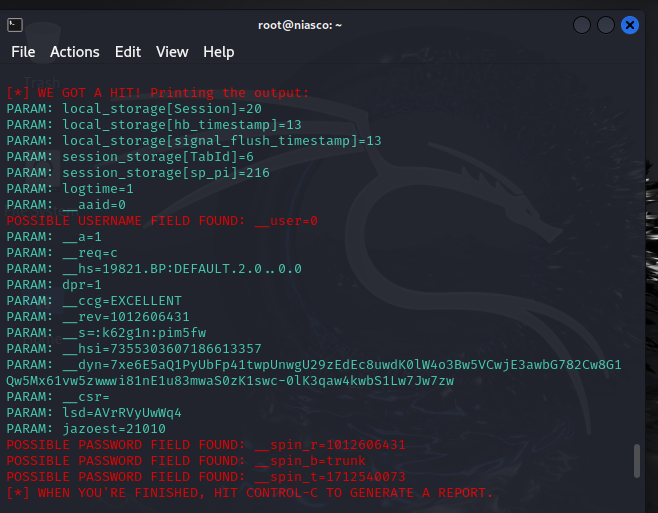 root@niasco: ~
File Actions Edit View Help
Trash
[*] WE GOT A HIT! Printing the output:
PARAM: local_storage[Session]=20
PARAM: local_storage[hb_timestamp]=13
PARAM: local_storage[signal_flush_timestamp]=13
PARAM: session_storage[TabId]=6
PARAM: session_storage[sp_pi]=216
PARAM: logtime=1
PARAM: __aaid=0
POSSIBLE USERNAME FIELD FOUND: __user=0
PARAM: __a=1
PARAM: __req=c
PARAM: __hs=19821.BP:DEFAULT.2.0..0.0
PARAM: dpr=1
PARAM: __ccg=EXCELLENT
PARAM: __rev=1012606431
PARAM: __s=:k62g1n:pim5fw
PARAM: __hsi=7355303607186613357
PARAM: __dyn=7xe6E5aQ1PyUbFp41twpUnwgU29zEdEc8uwdK0lW4o3Bw5VCwjE3awbG782Cw8G1
Qw5Mx61vw5zwwwi81nE1u83mwaS0zK1swc-0lK3qaw4kwbS1Lw7Jw7zw
PARAM: __csr=
PARAM: lsd=AVrRVyUwWq4
PARAM: jazoest=21010
POSSIBLE PASSWORD FIELD FOUND: __spin_r=1012606431
POSSIBLE PASSWORD FIELD FOUND: __spin_b=trunk
POSSIBLE PASSWORD FIELD FOUND: __spin_t=1712540073
[*] WHEN YOU'RE FINISHED, HIT CONTROL-C TO GENERATE A REPORT.